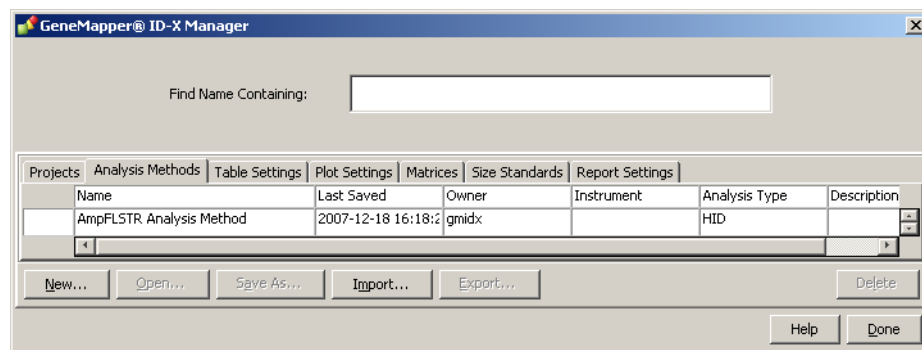 GeneMapper® ID-X Manager
Find Name Containing:
Projects Analysis Methods Table Settings Plot Settings Matrices Size Standards Report Settings
Name Last Saved Owner Instrument Analysis Type Description
AmpFLSTR Analysis Method 2007-12-18 16:18:2 gmidx HID
New... Open... Save As... Import... Export... Delete
Help Done